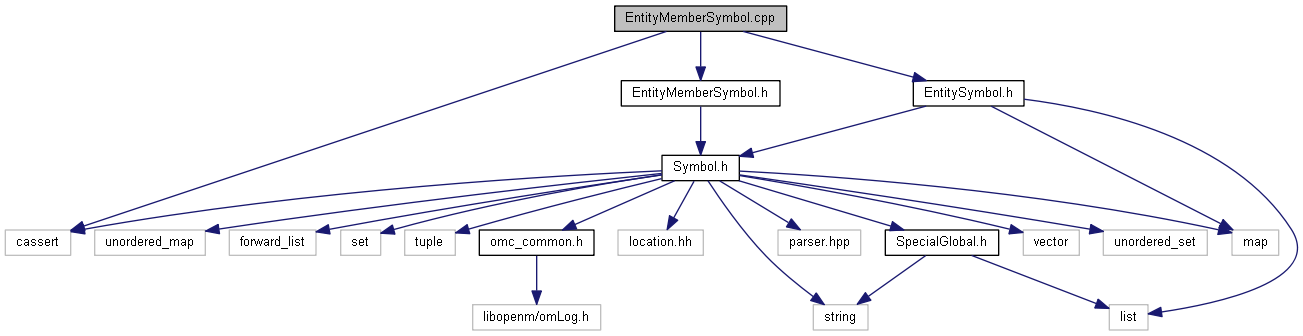 EntityMemberSymbol.cpp
EntityMemberSymbol.h
EntitySymbol.h
Symbol.h
cassert
unordered_map
forward_list
set
tuple
omc_common.h
location.hh
parser.hpp
SpecialGlobal.h
vector
unordered_set
map
libopenm/omLog.h
string
list